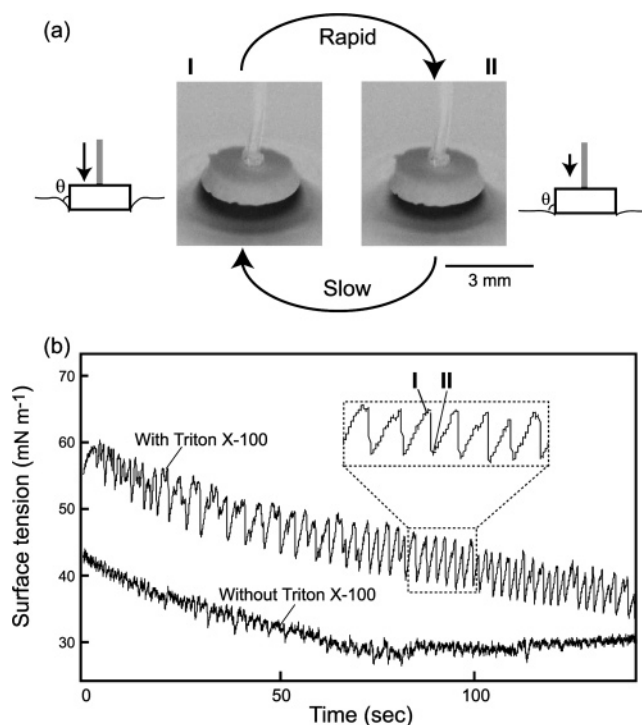 (a)
Rapid
I
II
θ
θ
Slow
3 mm
(b)
Surface tension (mN m⁻¹)
70
60
50
40
30
I
II
With Triton X-100
Without Triton X-100
0
50
100
Time (sec)